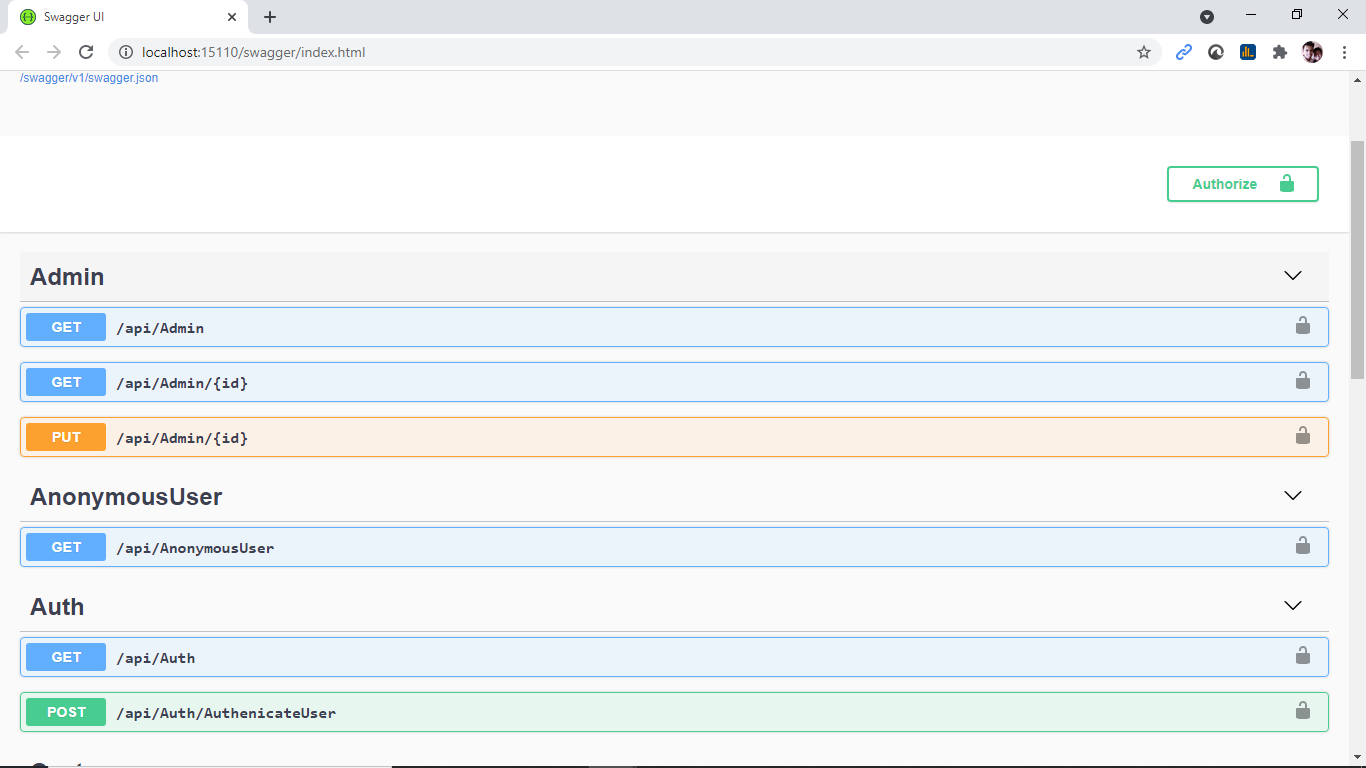 Swagger UI
localhost:15110/swagger/index.html
/swagger/v1/swagger.json
Authorize
Admin
GET /api/Admin
GET /api/Admin/{id}
PUT /api/Admin/{id}
AnonymousUser
GET /api/AnonymousUser
Auth
GET /api/Auth
POST /api/Auth/AuthenicateUser